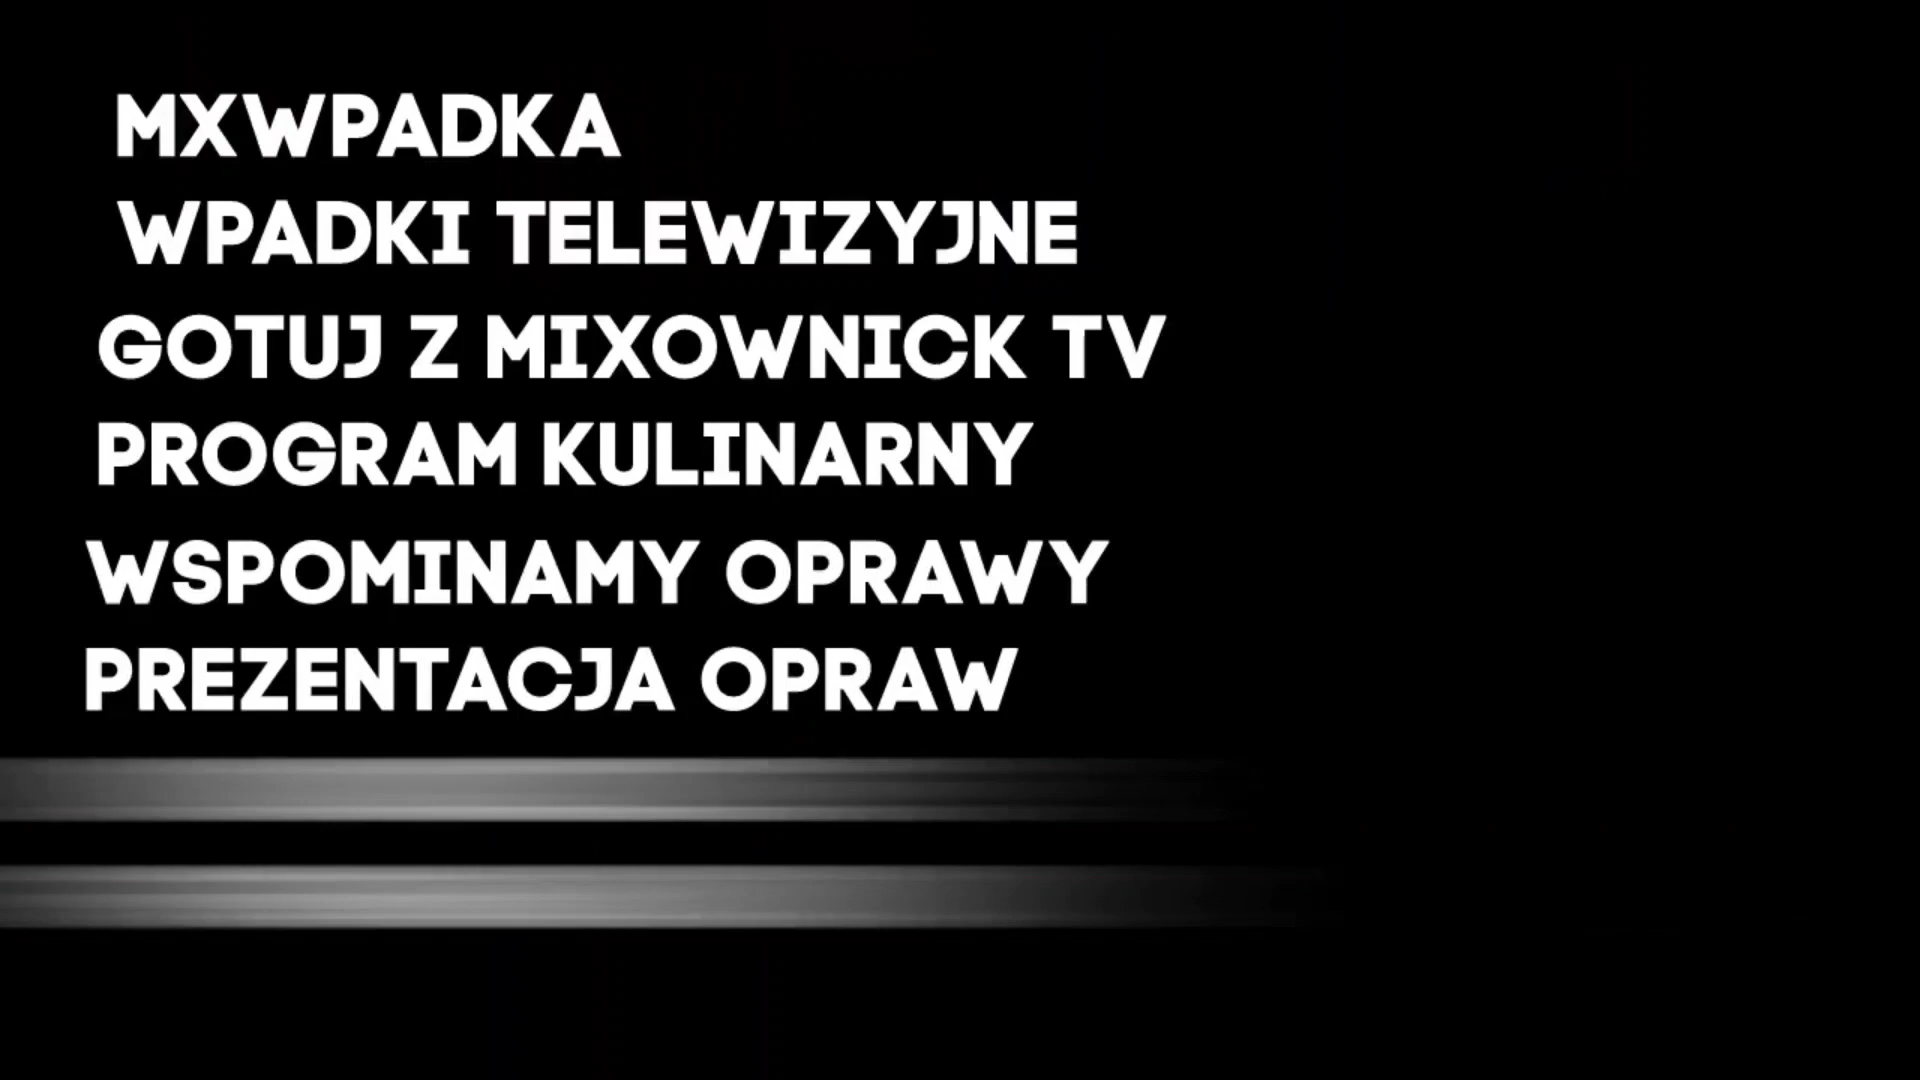 MXWPADKA
WPADKI TELEWIZYJNE
GOTUJ Z MIXOWNICK TV
PROGRAM KULINARNY
WSPOMINAMY OPRAWY
PREZENTACJA OPRAW